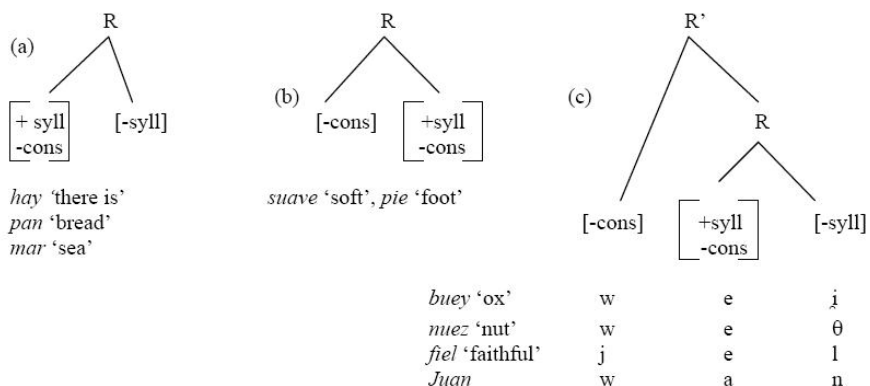 R R R’
(a) (b) (c)
+ syll [-syll] [-cons] +syll R
-cons -cons
hay ‘there is’ suave ‘soft’, pie ‘foot’
pan ‘bread’ [-cons] +syll [-syll]
mar ‘sea’ -cons
buey ‘ox’ w e i̯
nuez ‘nut’ w e θ
fiel ‘faithful’ j e l
Juan w a n